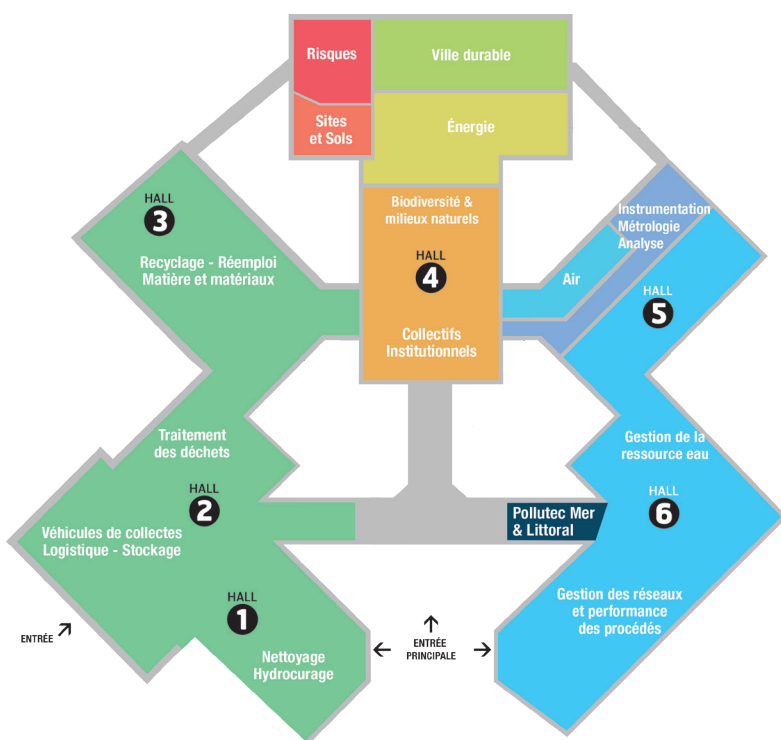 Risques
Ville durable
Sites
et Sols
Énergie
HALL
3
Recyclage - Réemploi
Matière et matériaux
Biodiversité &
milieux naturels
HALL
4
Collectifs
Institutionnels
Instrumentation
Métrologie
Analyse
Air
HALL
5
Traitement
des déchets
HALL
2
Véhicules de collectes
Logistique - Stockage
Gestion de la
ressource eau
HALL
6
Pollutec Mer
& Littoral
Gestion des réseaux
et performance
des procédés
HALL
1
Nettoyage
Hydrocurage
ENTRÉE
ENTRÉE
PRINCIPALE